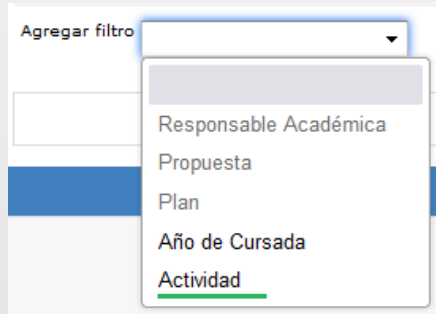 Agregar filtro
Responsable Académica
Propuesta
Plan
Año de Cursada
Actividad